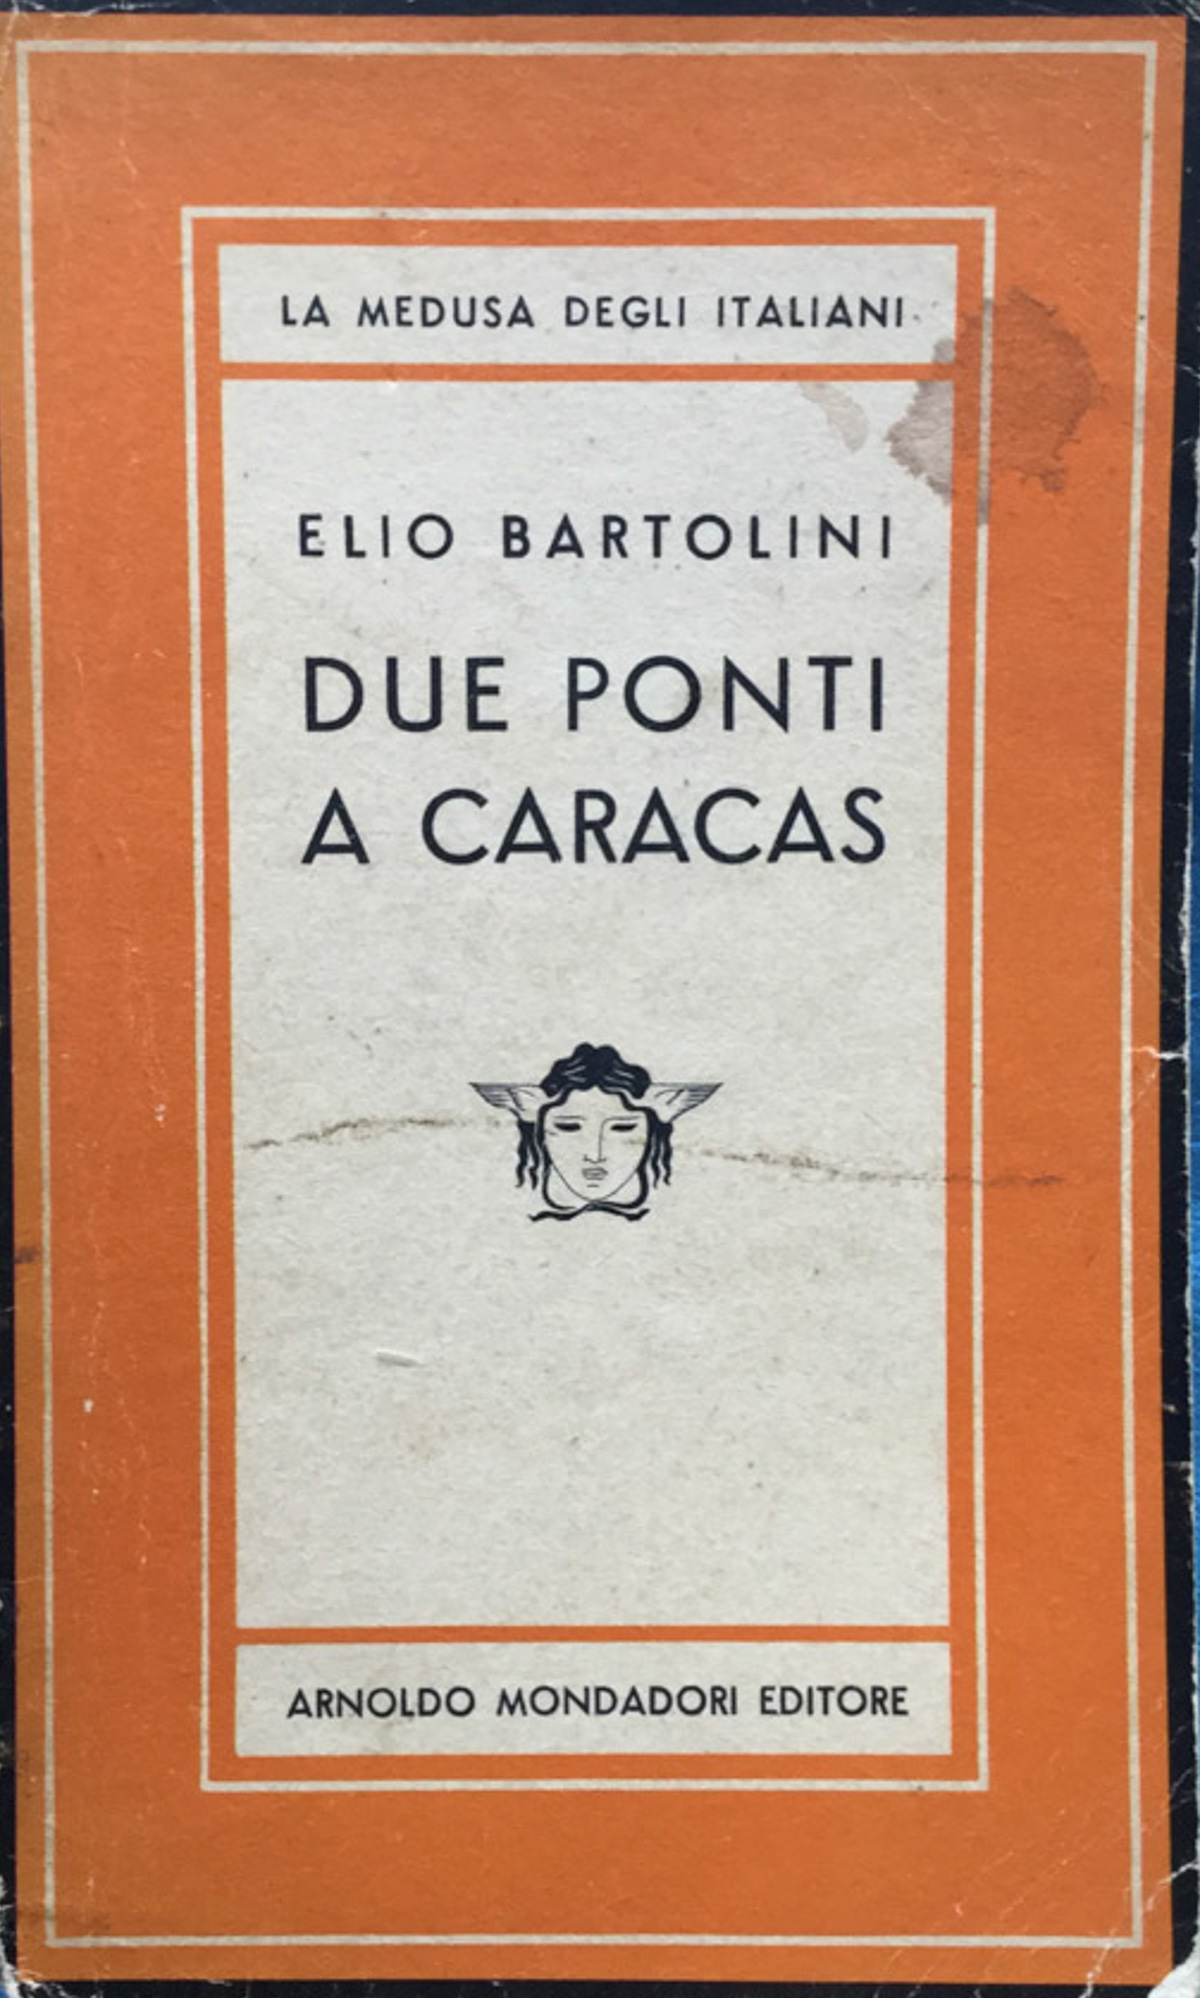 LA MEDUSA DEGLI ITALIANI
ELIO BARTOLINI
DUE PONTI
A CARACAS
ARNOLDO MONDADORI EDITORE